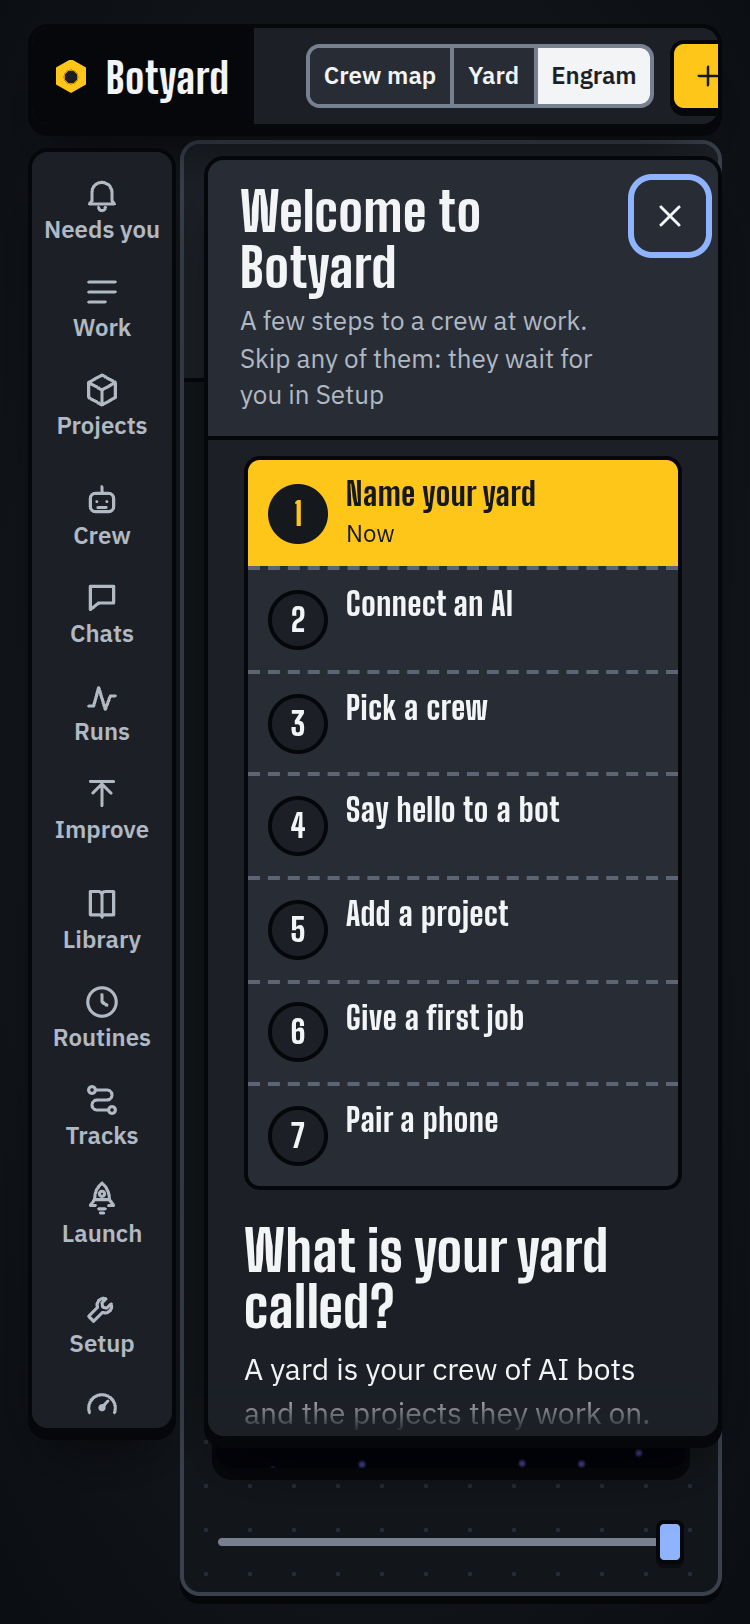 Botyard
Crew map
Yard
Engram
Needs you
Work
Projects
Crew
Chats
Runs
Improve
Library
Routines
Tracks
Launch
Setup
Welcome to
Botyard
A few steps to a crew at work.
Skip any of them: they wait for
you in Setup
1
Name your yard
Now
2
Connect an AI
3
Pick a crew
4
Say hello to a bot
5
Add a project
6
Give a first job
7
Pair a phone
What is your yard
called?
A yard is your crew of AI bots
and the projects they work on.